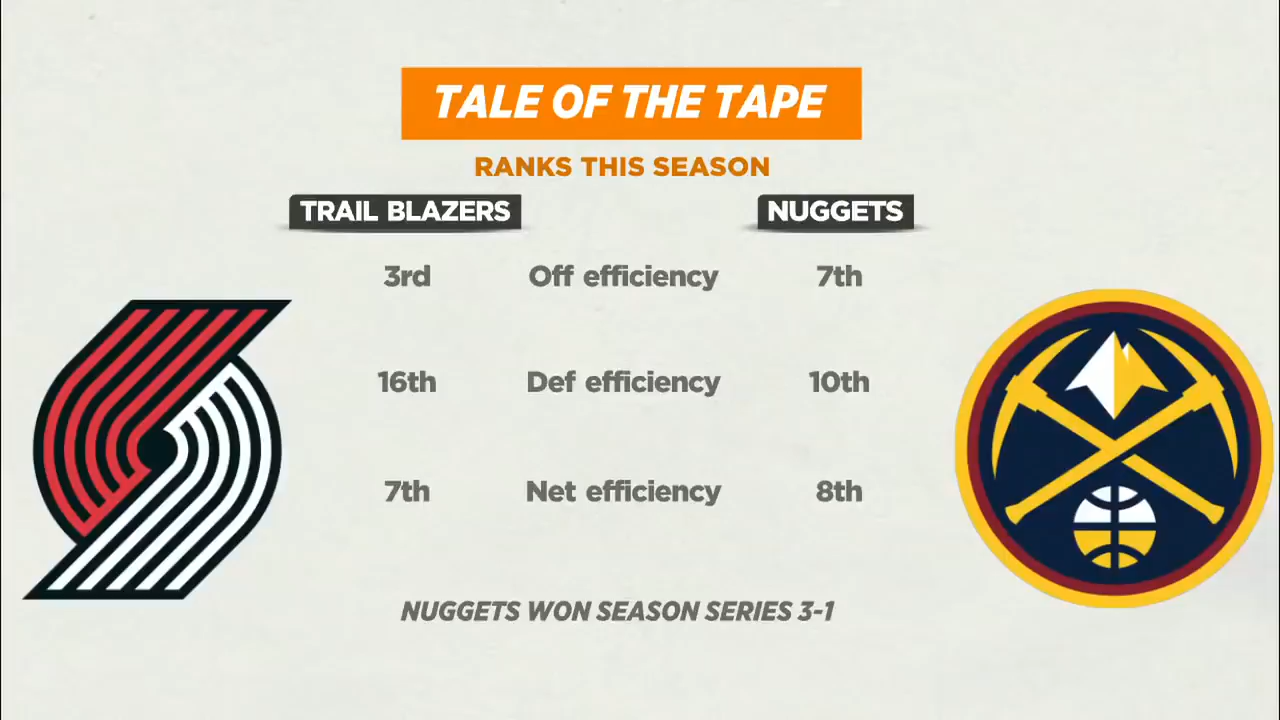 TALE OF THE TAPE
RANKS THIS SEASON
TRAIL BLAZERS NUGGETS
3rd Off efficiency 7th
16th Def efficiency 10th
7th Net efficiency 8th
NUGGETS WON SEASON SERIES 3-1